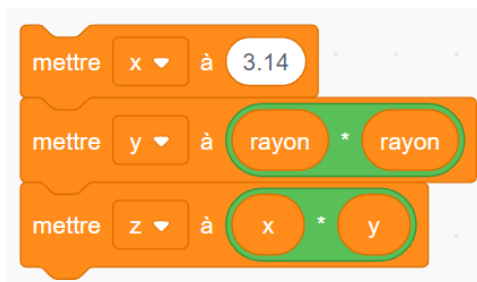 mettre x à 3.14
mettre y à rayon * rayon
mettre z à x * y